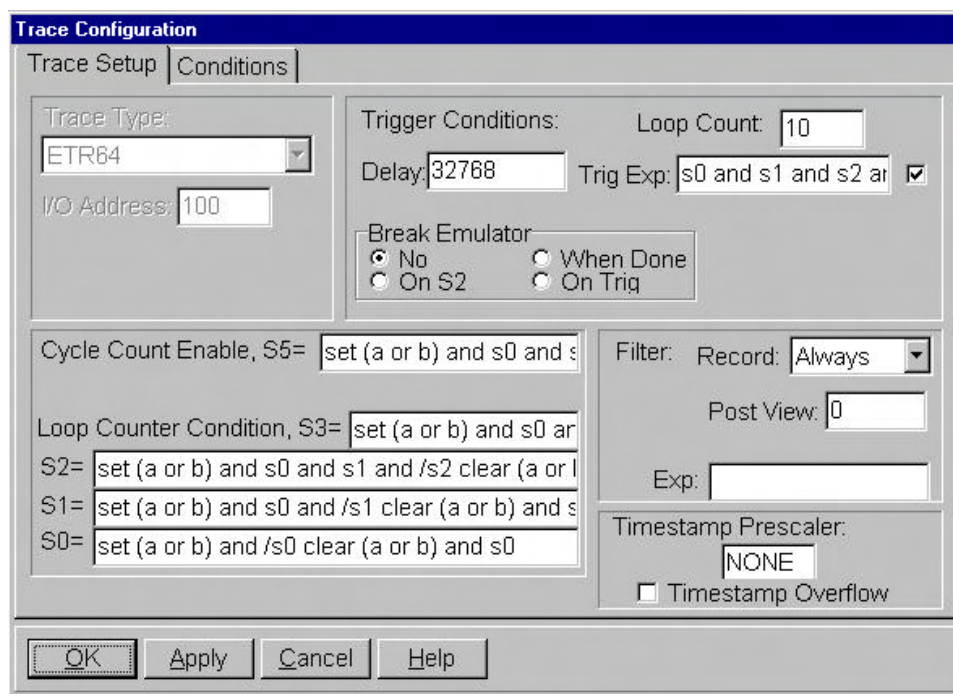 Trace Configuration
Trace Setup Conditions
Trace Type:
ETR64
I/O Address: 100
Trigger Conditions: Loop Count: 10
Delay: 32768 Trig Exp: s0 and s1 and s2 ar
Break Emulator
No When Done
On S2 On Trig
Cycle Count Enable, S5= set (a or b) and s0 and s
Loop Counter Condition, S3= set (a or b) and s0 ar
S2= set (a or b) and s0 and s1 and /s2 clear (a or l
S1= set (a or b) and s0 and /s1 clear (a or b) and s
S0= set (a or b) and /s0 clear (a or b) and s0
Filter: Record: Always
Post View: 0
Exp:
Timestamp Prescaler:
NONE
Timestamp Overflow
OK Apply Cancel Help